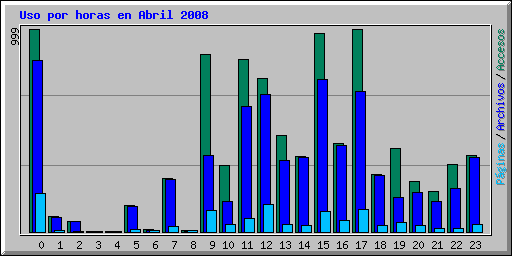 Uso por horas en Abril 2008
999
Páginas / Archivos / Accesos
0 1 2 3 4 5 6 7 8 9 10 11 12 13 14 15 16 17 18 19 20 21 22 23